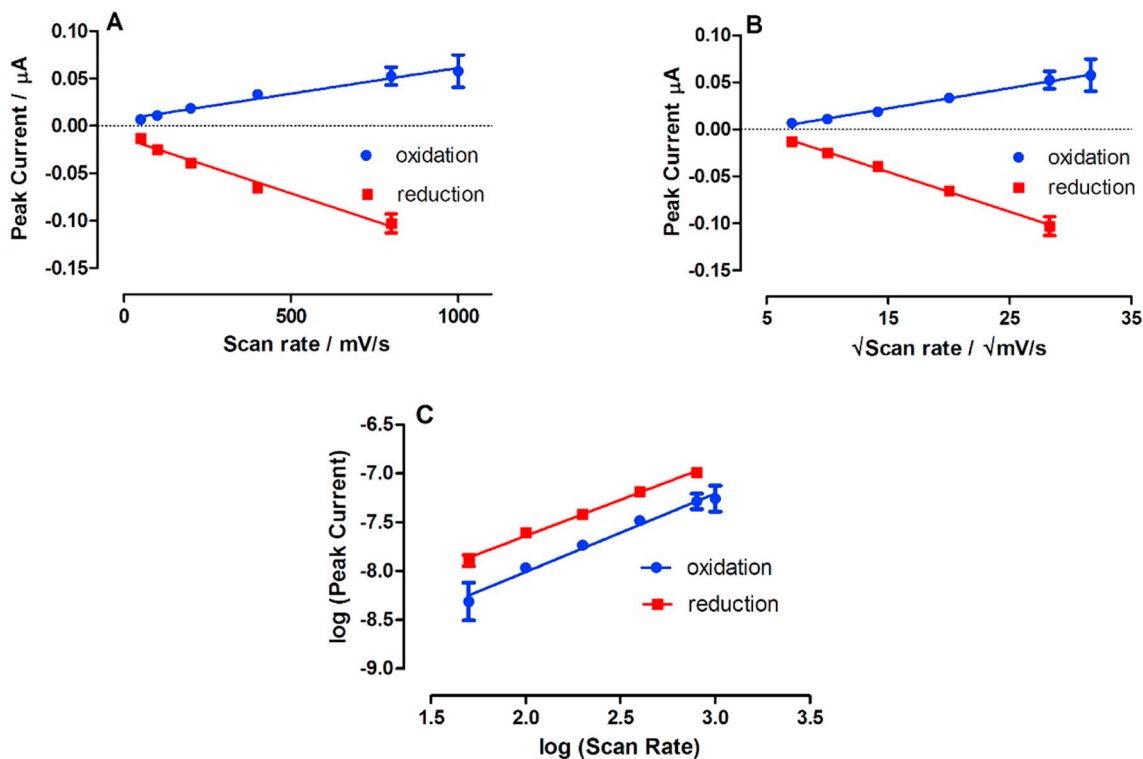 A
Peak Current / µA
0.10
0.05
0.00
-0.05
-0.10
-0.15
oxidation
reduction
0
500
1000
Scan rate / mV/s
B
Peak Current µA
0.10
0.05
0.00
-0.05
-0.10
-0.15
oxidation
reduction
5
15
25
35
√Scan rate / √mV/s
C
log (Peak Current)
-6.5
-7.0
-7.5
-8.0
-8.5
-9.0
oxidation
reduction
1.5
2.0
2.5
3.0
3.5
log (Scan Rate)